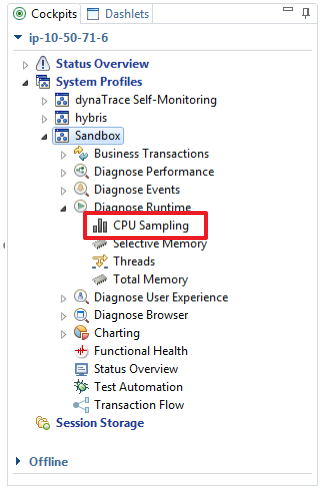 Cockpits Dashlets
ip-10-50-71-6
Status Overview
System Profiles
dynaTrace Self-Monitoring
hybris
Sandbox
Business Transactions
Diagnose Performance
Diagnose Events
Diagnose Runtime
CPU Sampling
Selective Memory
Threads
Total Memory
Diagnose User Experience
Diagnose Browser
Charting
Functional Health
Status Overview
Test Automation
Transaction Flow
Session Storage
Offline